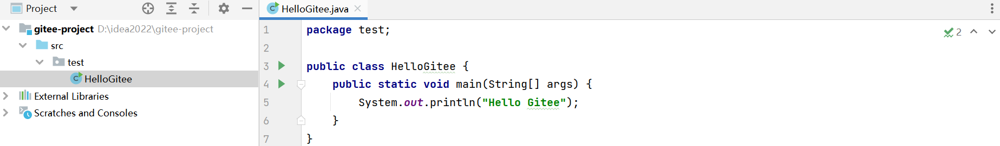 Project
gitee-project D:\idea2022\gitee-project
src
test
HelloGitee
External Libraries
Scratches and Consoles
HelloGitee.java
2
1 package test;
2
3 public class HelloGitee {
4 public static void main(String[] args) {
5 System.out.println("Hello Gitee");
6 }
7 }